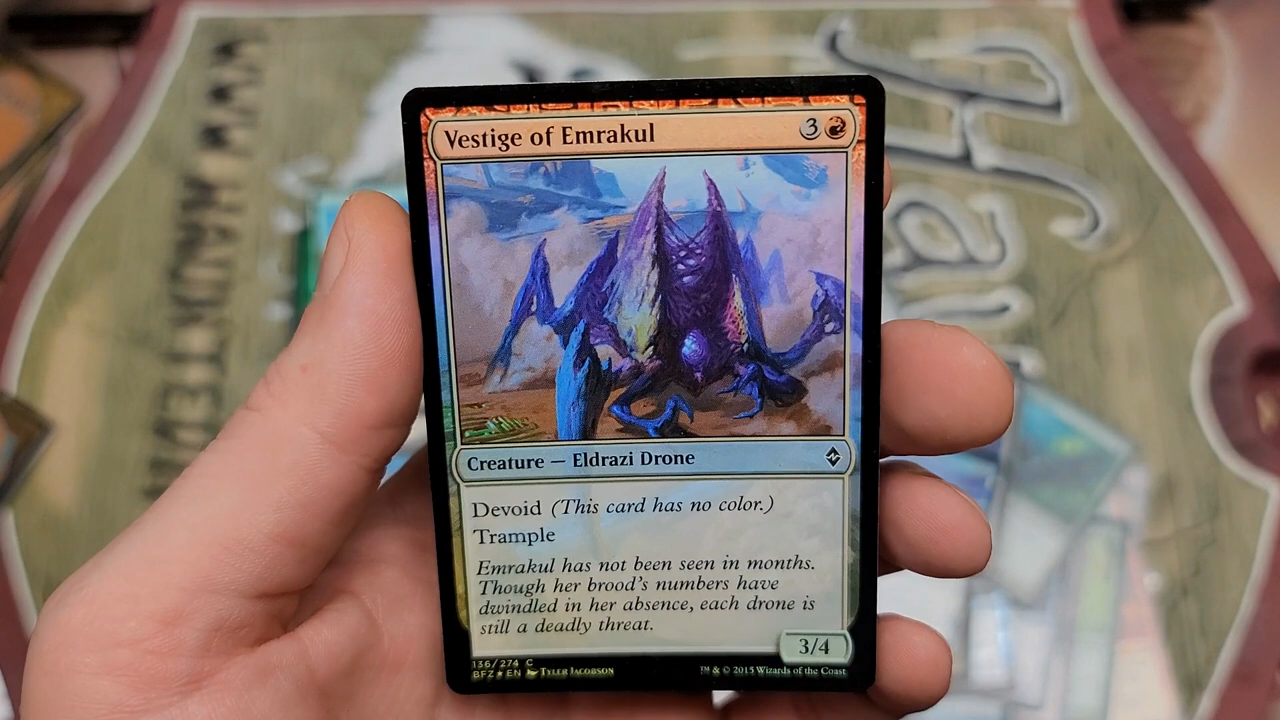 Vestige of Emrakul 3
Creature — Eldrazi Drone
Devoid (This card has no color.)
Trample
Emrakul has not been seen in months.
Though her brood's numbers have
dwindled in her absence, each drone is
still a deadly threat.
3/4
136/274 C
BFZ ★ EN Tyler Jacobson
™ & © 2015 Wizards of the Coast